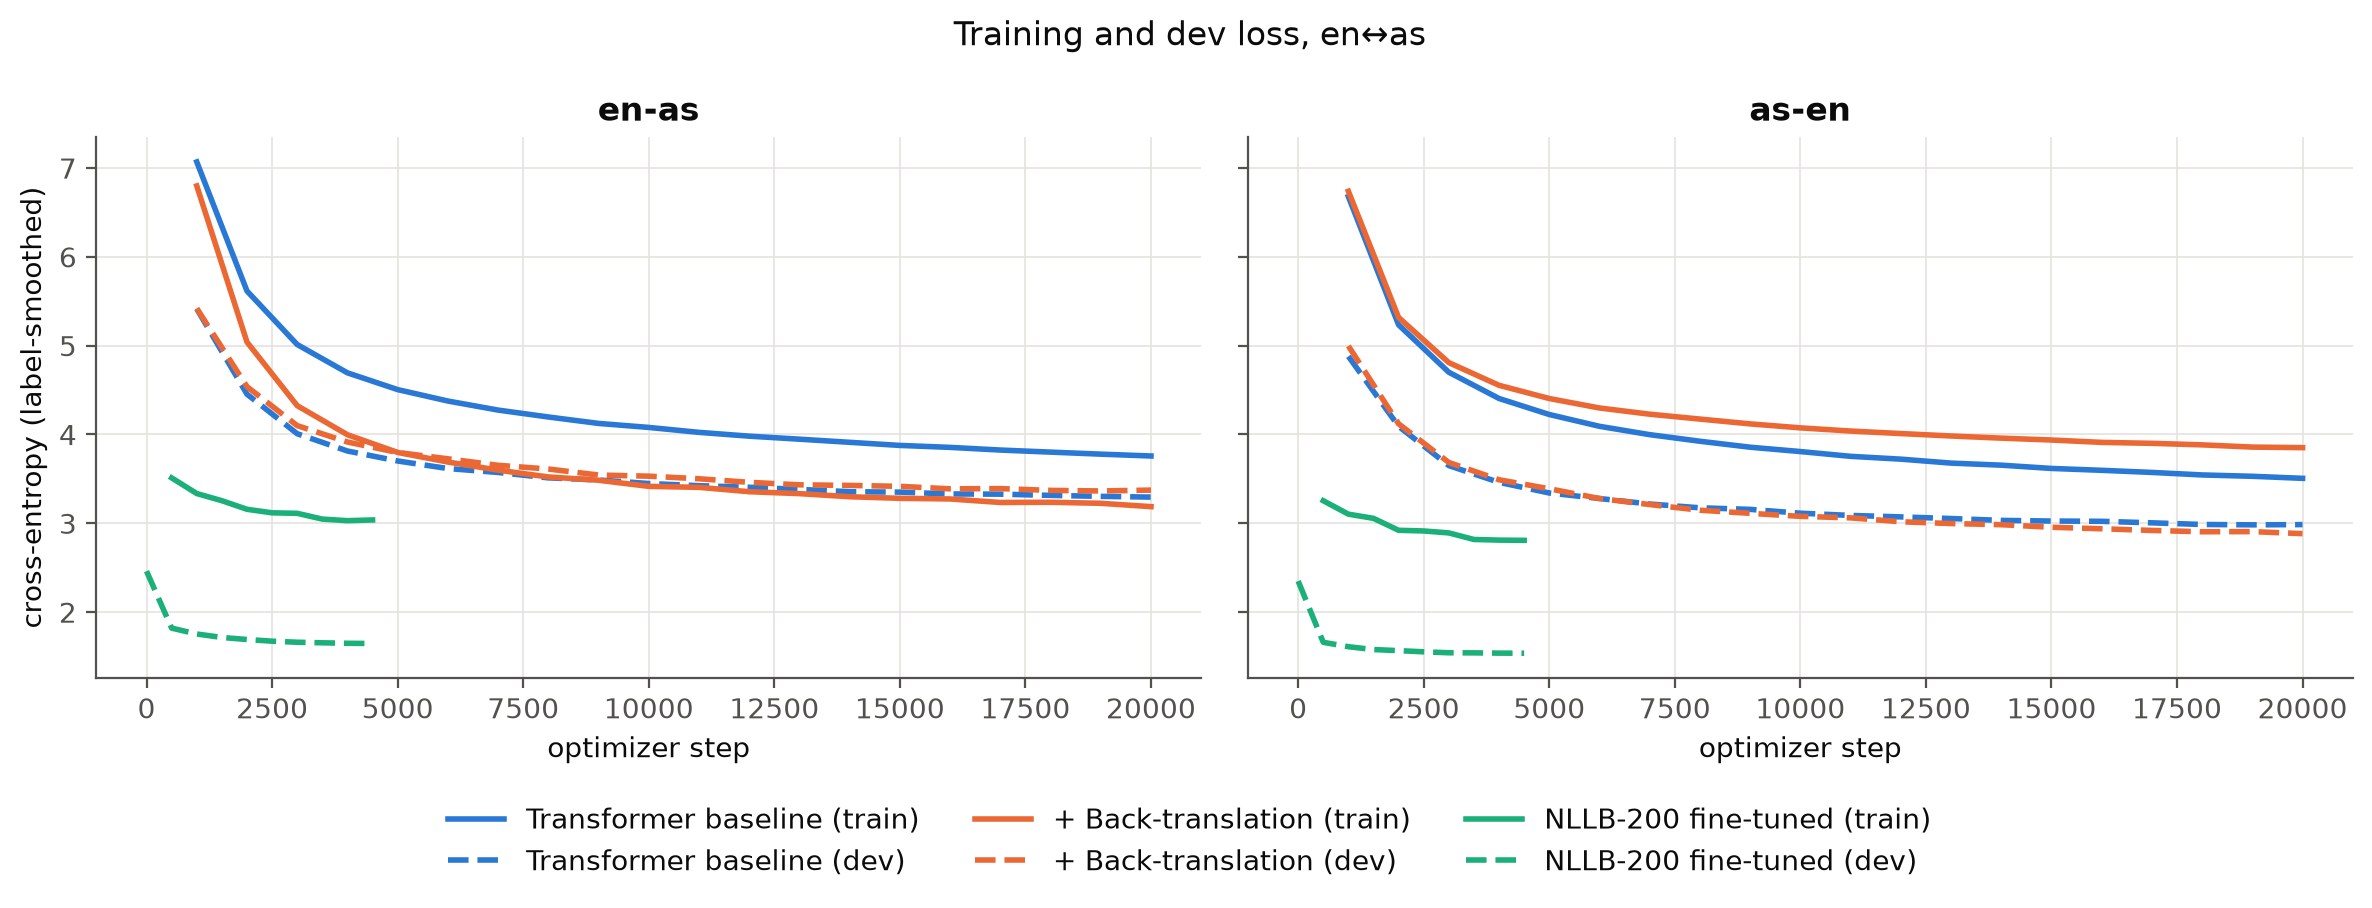 Training and dev loss, en↔as
en-as
as-en
cross-entropy (label-smoothed)
7
6
5
4
3
2
0 2500 5000 7500 10000 12500 15000 17500 20000
0 2500 5000 7500 10000 12500 15000 17500 20000
optimizer step
optimizer step
Transformer baseline (train)
+ Back-translation (train)
NLLB-200 fine-tuned (train)
Transformer baseline (dev)
+ Back-translation (dev)
NLLB-200 fine-tuned (dev)